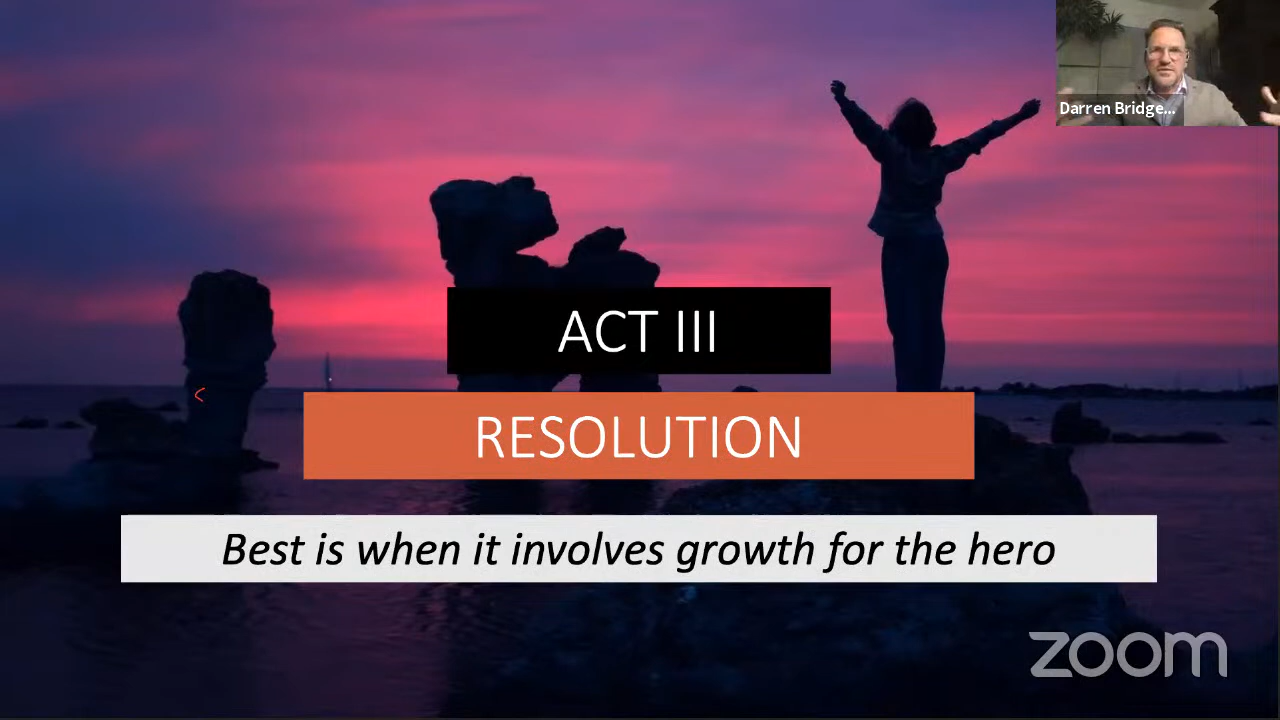 Darren Bridge...
ACT III
RESOLUTION
Best is when it involves growth for the hero
zoom